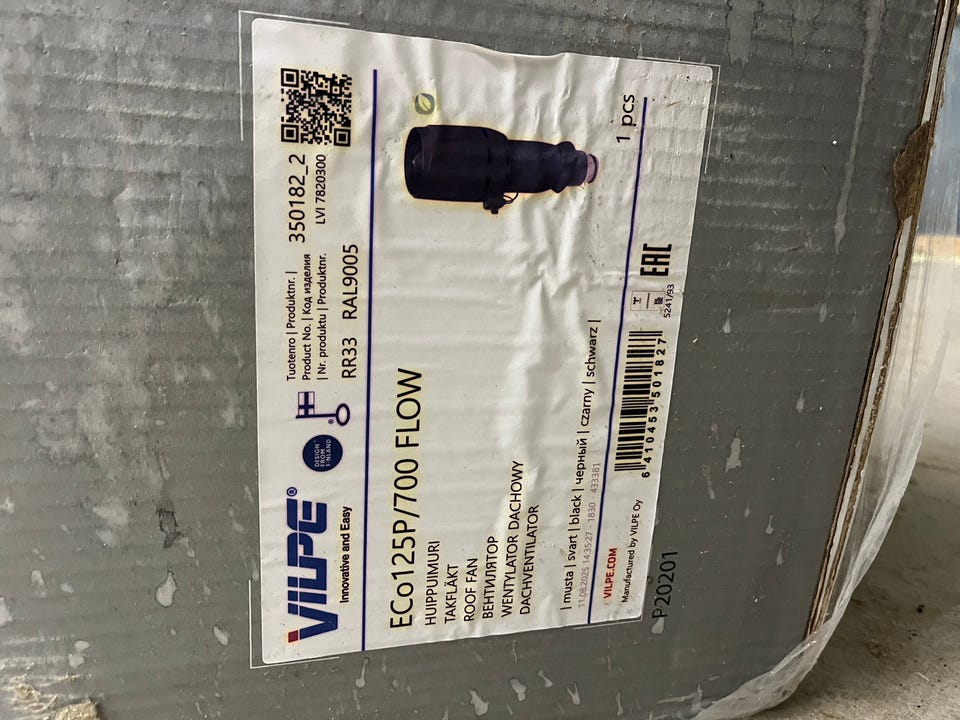 VILPE®
Innovative and Easy
DESIGN FROM FINLAND
Tuotenro | Produktnr. |
Product No. | Код изделия
| Nr. produktu | Produktnr.
350182_2
LVI 7820300
RR33 RAL9005
ECo125P/700 FLOW
HUIPPUIMURI
TAKFLÄKT
ROOF FAN
ВЕНТИЛЯТОР
WENTYLATOR DACHOWY
DACHVENTILATOR
1 pcs
| musta | svart | black | черный | czarny | schwarz |
11.08.2025 14:35:27 - 1830 - 433381
VILPE.COM
Manufactured by VILPE Oy
6 410453 501827
5241/93
EAC
P20201